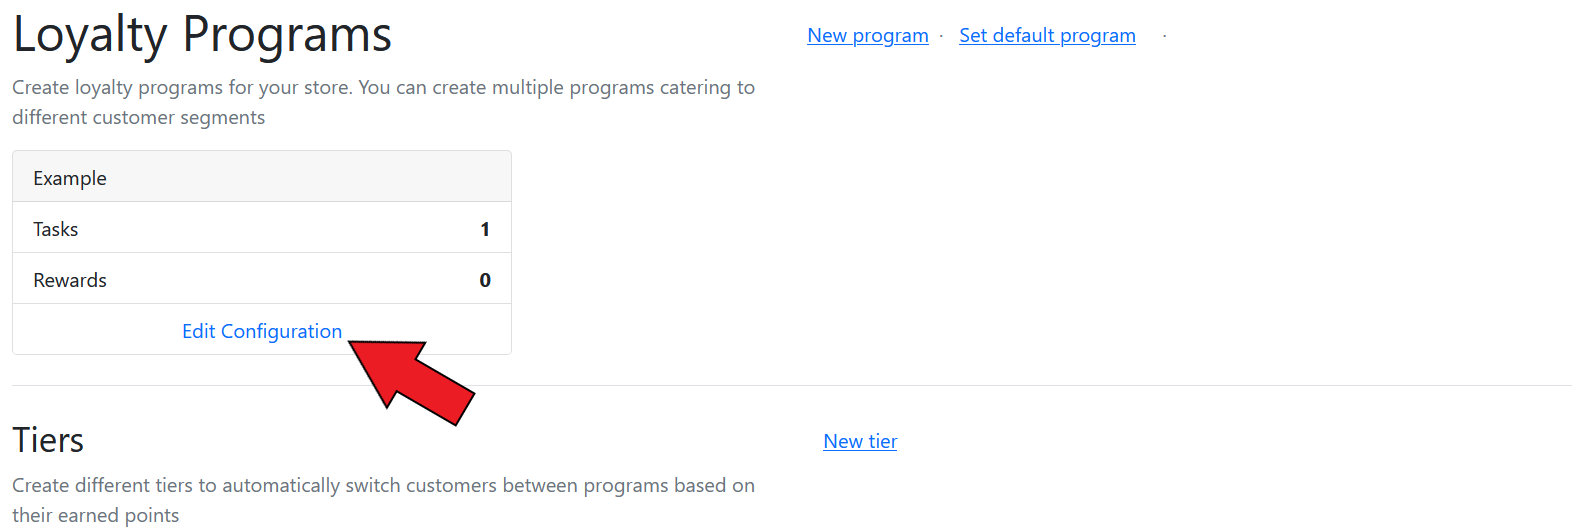 Loyalty Programs
New program · Set default program ·
Create loyalty programs for your store. You can create multiple programs catering to
different customer segments
Example
Tasks 1
Rewards 0
Edit Configuration
Tiers
New tier
Create different tiers to automatically switch customers between programs based on
their earned points